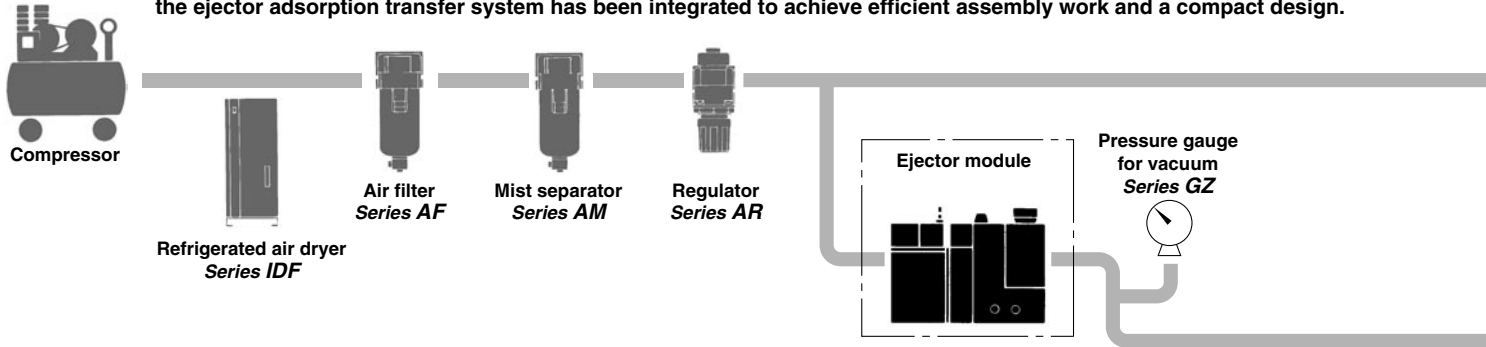 the ejector adsorption transfer system has been integrated to achieve efficient assembly work and a compact design.
Compressor
Refrigerated air dryer
Series IDF
Air filter
Series AF
Mist separator
Series AM
Regulator
Series AR
Ejector module
Pressure gauge
for vacuum
Series GZ